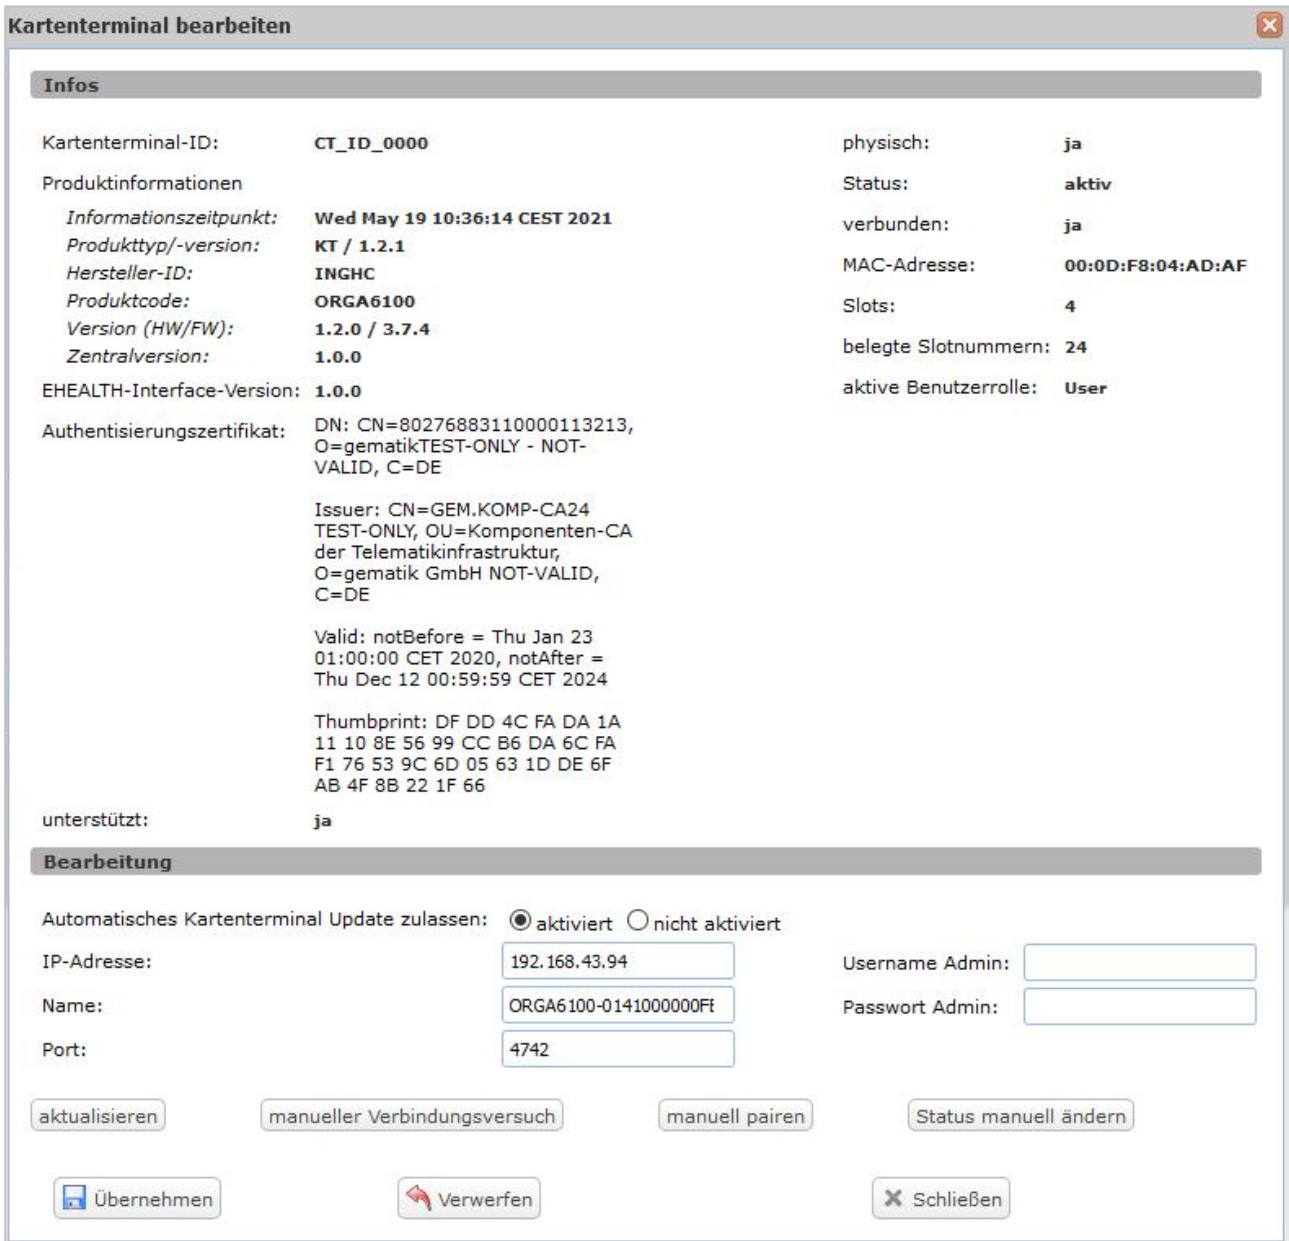 Kartenterminal bearbeiten
Infos
Kartenterminal-ID: CT_ID_0000
physisch: ja
Produktinformationen
Status: aktiv
Informationszeitpunkt: Wed May 19 10:36:14 CEST 2021
verbunden: ja
Produkttyp/-version: KT / 1.2.1
MAC-Adresse: 00:0D:F8:04:AD:AF
Hersteller-ID: INGHC
Produktcode: ORGA6100
Slots: 4
Version (HW/FW): 1.2.0 / 3.7.4
belegte Slotnummern: 24
Zentralversion: 1.0.0
EHEALTH-Interface-Version: 1.0.0
aktive Benutzerrolle: User
Authentisierungszertifikat: DN: CN=80276883110000113213,
O=gematikTEST-ONLY - NOT-
VALID, C=DE
Issuer: CN=GEM.KOMP-CA24
TEST-ONLY, OU=Komponenten-CA
der Telematikinfrastruktur,
O=gematik GmbH NOT-VALID,
C=DE
Valid: notBefore = Thu Jan 23
01:00:00 CET 2020, notAfter =
Thu Dec 12 00:59:59 CET 2024
Thumbprint: DF DD 4C FA DA 1A
11 10 8E 56 99 CC B6 DA 6C FA
F1 76 53 9C 6D 05 63 1D DE 6F
AB 4F 8B 22 1F 66
unterstützt: ja
Bearbeitung
Automatisches Kartenterminal Update zulassen: aktiviert nicht aktiviert
IP-Adresse: 192.168.43.94
Username Admin:
Name:
Passwort Admin:
Port: 4742
aktualisieren manueller Verbindungsversuch manuell pairen Status manuell ändern
Übernehmen Verwerfen Schließen